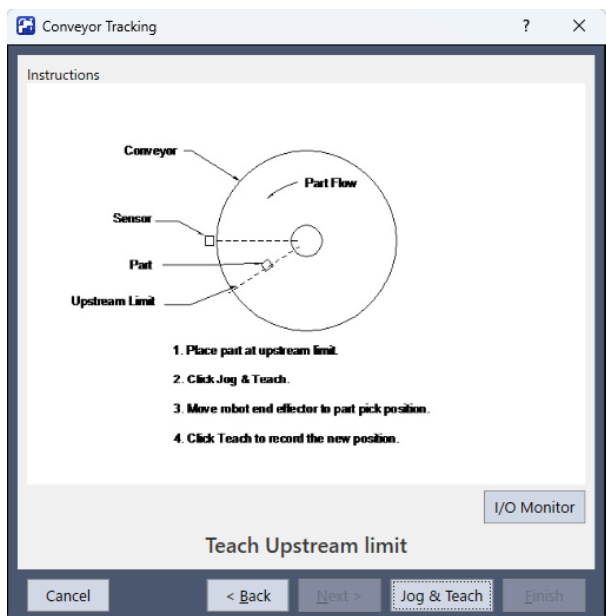 Conveyor Tracking
?
Instructions
Conveyor
Part Flow
Sensor
Part
Upstream Limit
1. Place part at upstream limit.
2. Click Jog & Teach.
3. Move robot end effector to part pick position.
4. Click Teach to record the new position.
I/O Monitor
Teach Upstream limit
Cancel
< Back
Next >
Jog & Teach
Finish